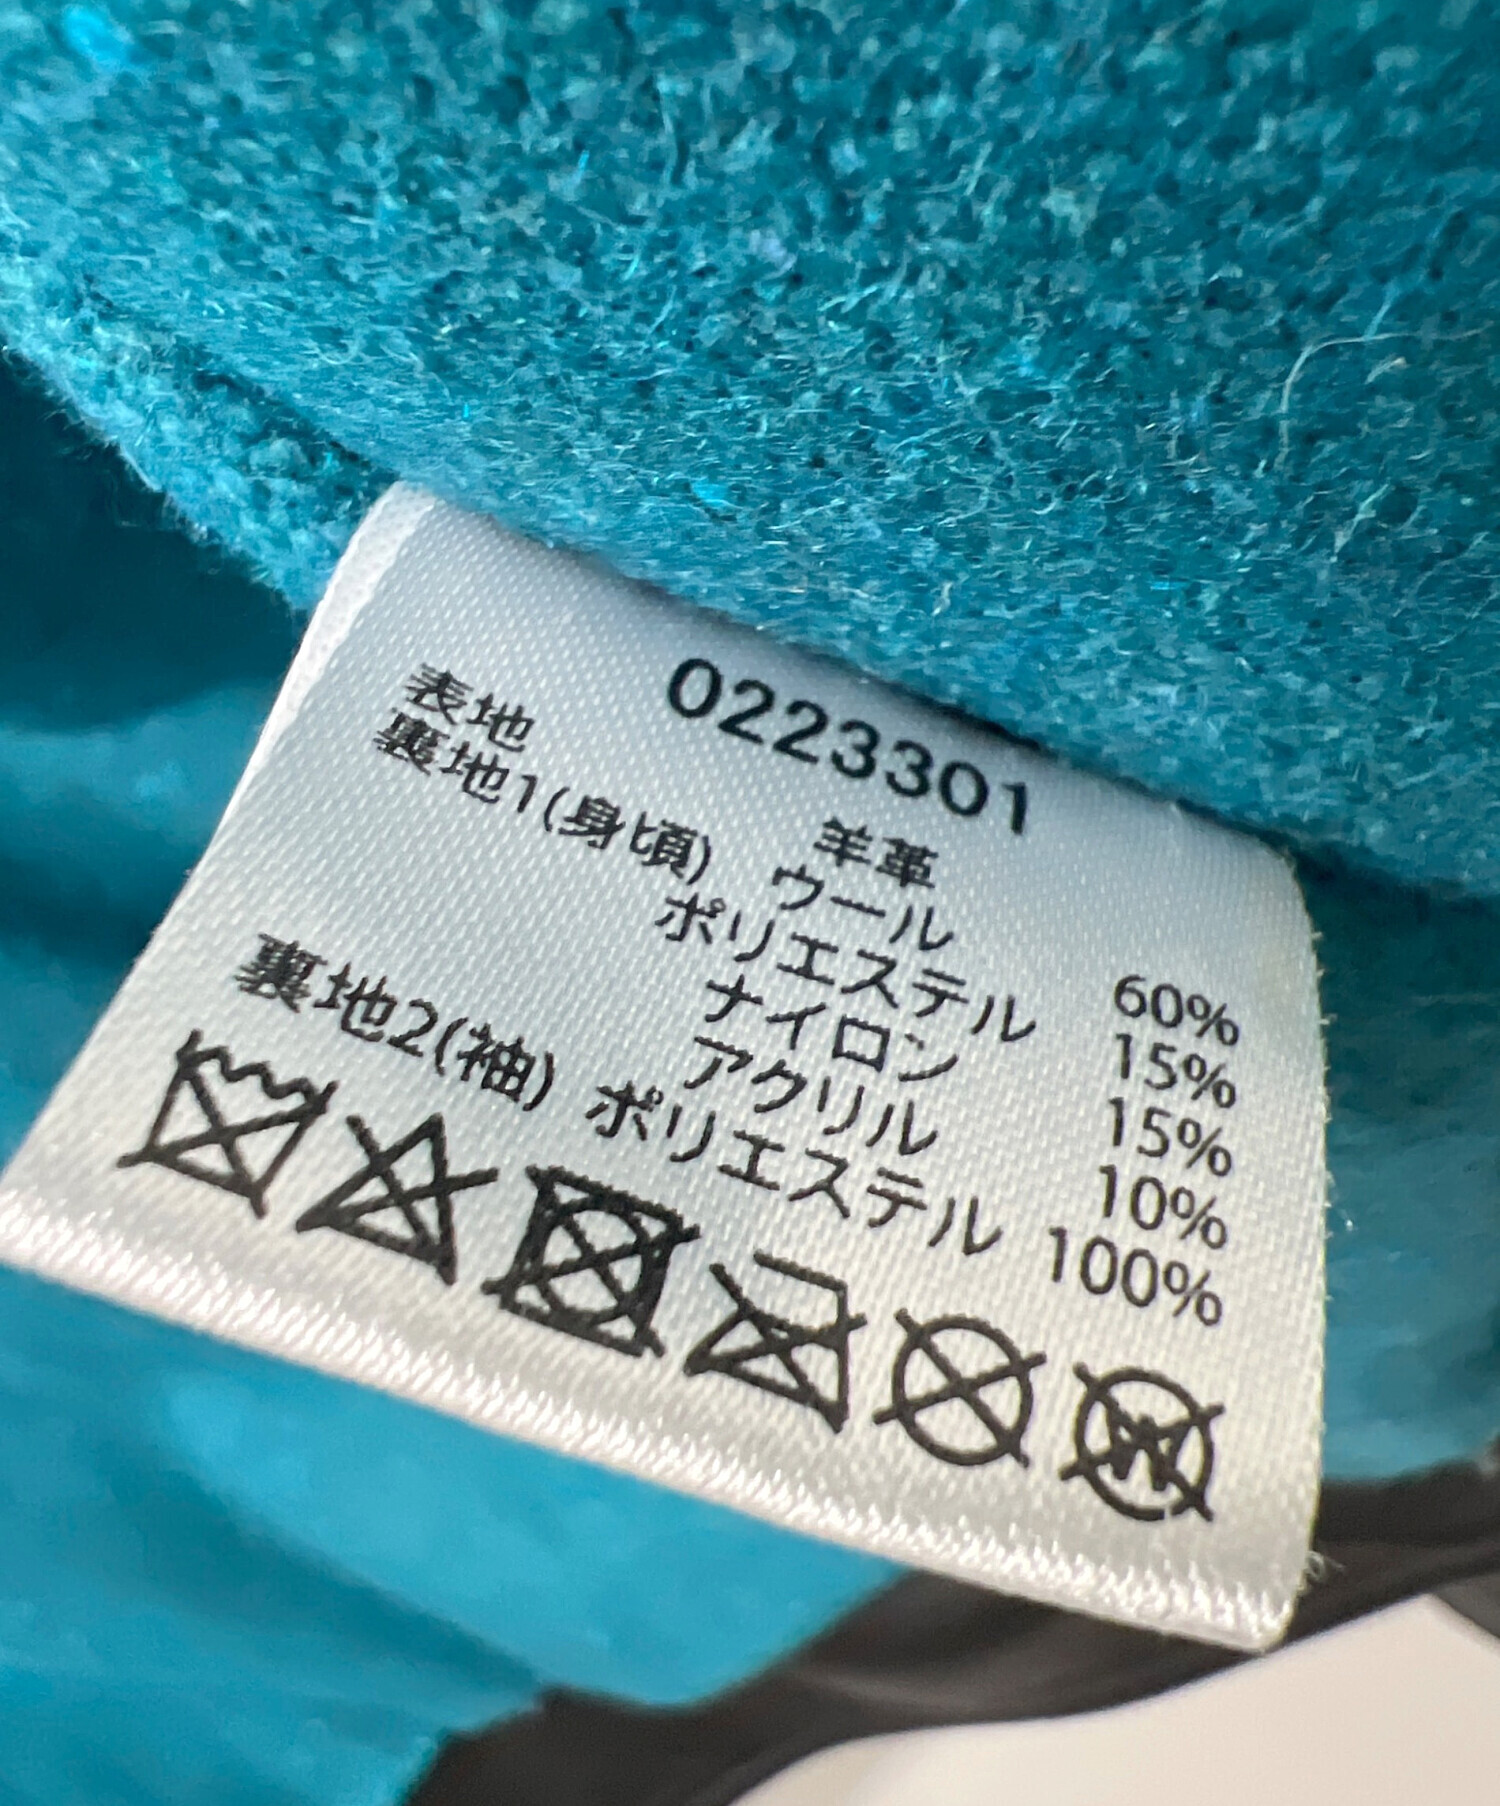 0223301
表地 羊革
裏地1(身頃) ウール 60%
ポリエステル 15%
ナイロン 15%
アクリル 10%
裏地2(袖) ポリエステル 100%
W